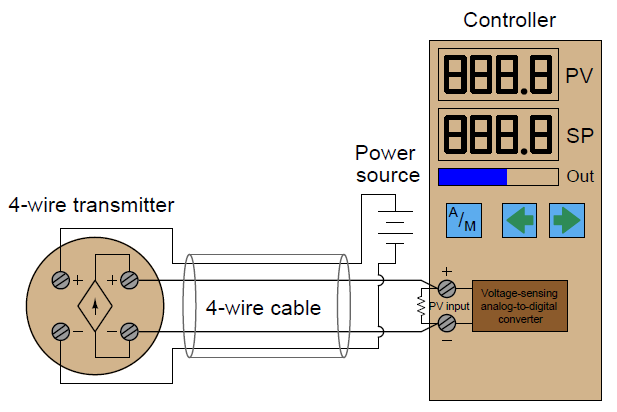 Controller
888.8 PV
888.8 SP
Out
A/M
Power
source
4-wire transmitter
+ +
- -
4-wire cable
+
PV input
-
Voltage-sensing
analog-to-digital
converter